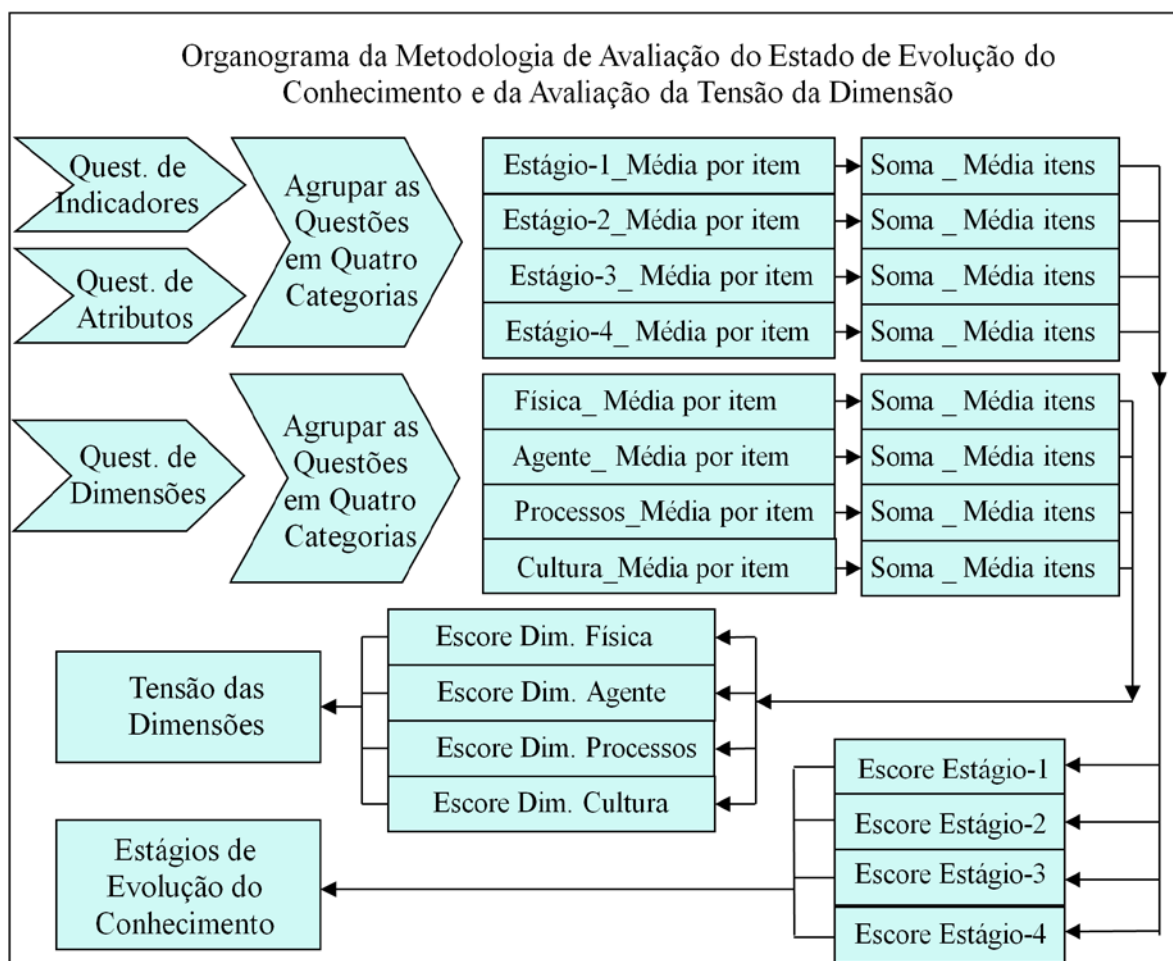 Organograma da Metodologia de Avaliação do Estado de Evolução do
Conhecimento e da Avaliação da Tensão da Dimensão
Quest. de
Indicadores
Quest. de
Atributos
Agrupar as
Questões
em Quatro
Categorias
Estágio-1_Média por item
Soma _ Média itens
Estágio-2_Média por item
Soma _ Média itens
Estágio-3_ Média por item
Soma _ Média itens
Estágio-4_ Média por item
Soma _ Média itens
Quest. de
Dimensões
Agrupar as
Questões
em Quatro
Categorias
Física_ Média por item
Soma _ Média itens
Agente_ Média por item
Soma _ Média itens
Processos_Média por item
Soma _ Média itens
Cultura_Média por item
Soma _ Média itens
Tensão das
Dimensões
Escore Dim. Física
Escore Dim. Agente
Escore Dim. Processos
Escore Dim. Cultura
Estágios de
Evolução do
Conhecimento
Escore Estágio-1
Escore Estágio-2
Escore Estágio-3
Escore Estágio-4